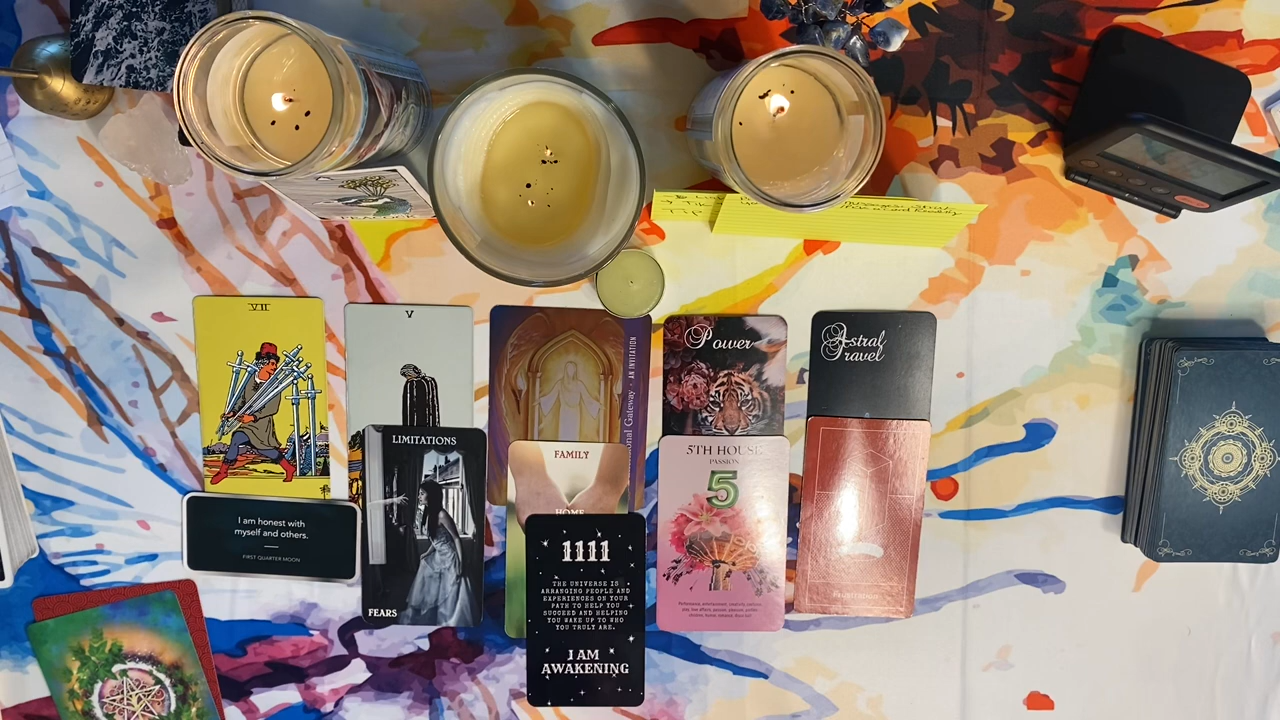 VII
V
Power
Astral
Travel
I am honest with
myself and others.
FIRST QUARTER MOON
LIMITATIONS
FEARS
Gateway - AN INVITATION
FAMILY
HOME
1111
THE UNIVERSE IS
ARRANGING PEOPLE AND
EXPERIENCES ON YOUR
PATH TO HELP YOU
SUCCEED AND HELPING
YOU WAKE UP TO WHO
YOU TRULY ARE.
I AM
AWAKENING
5TH HOUSE
PASSION
5
Frustration